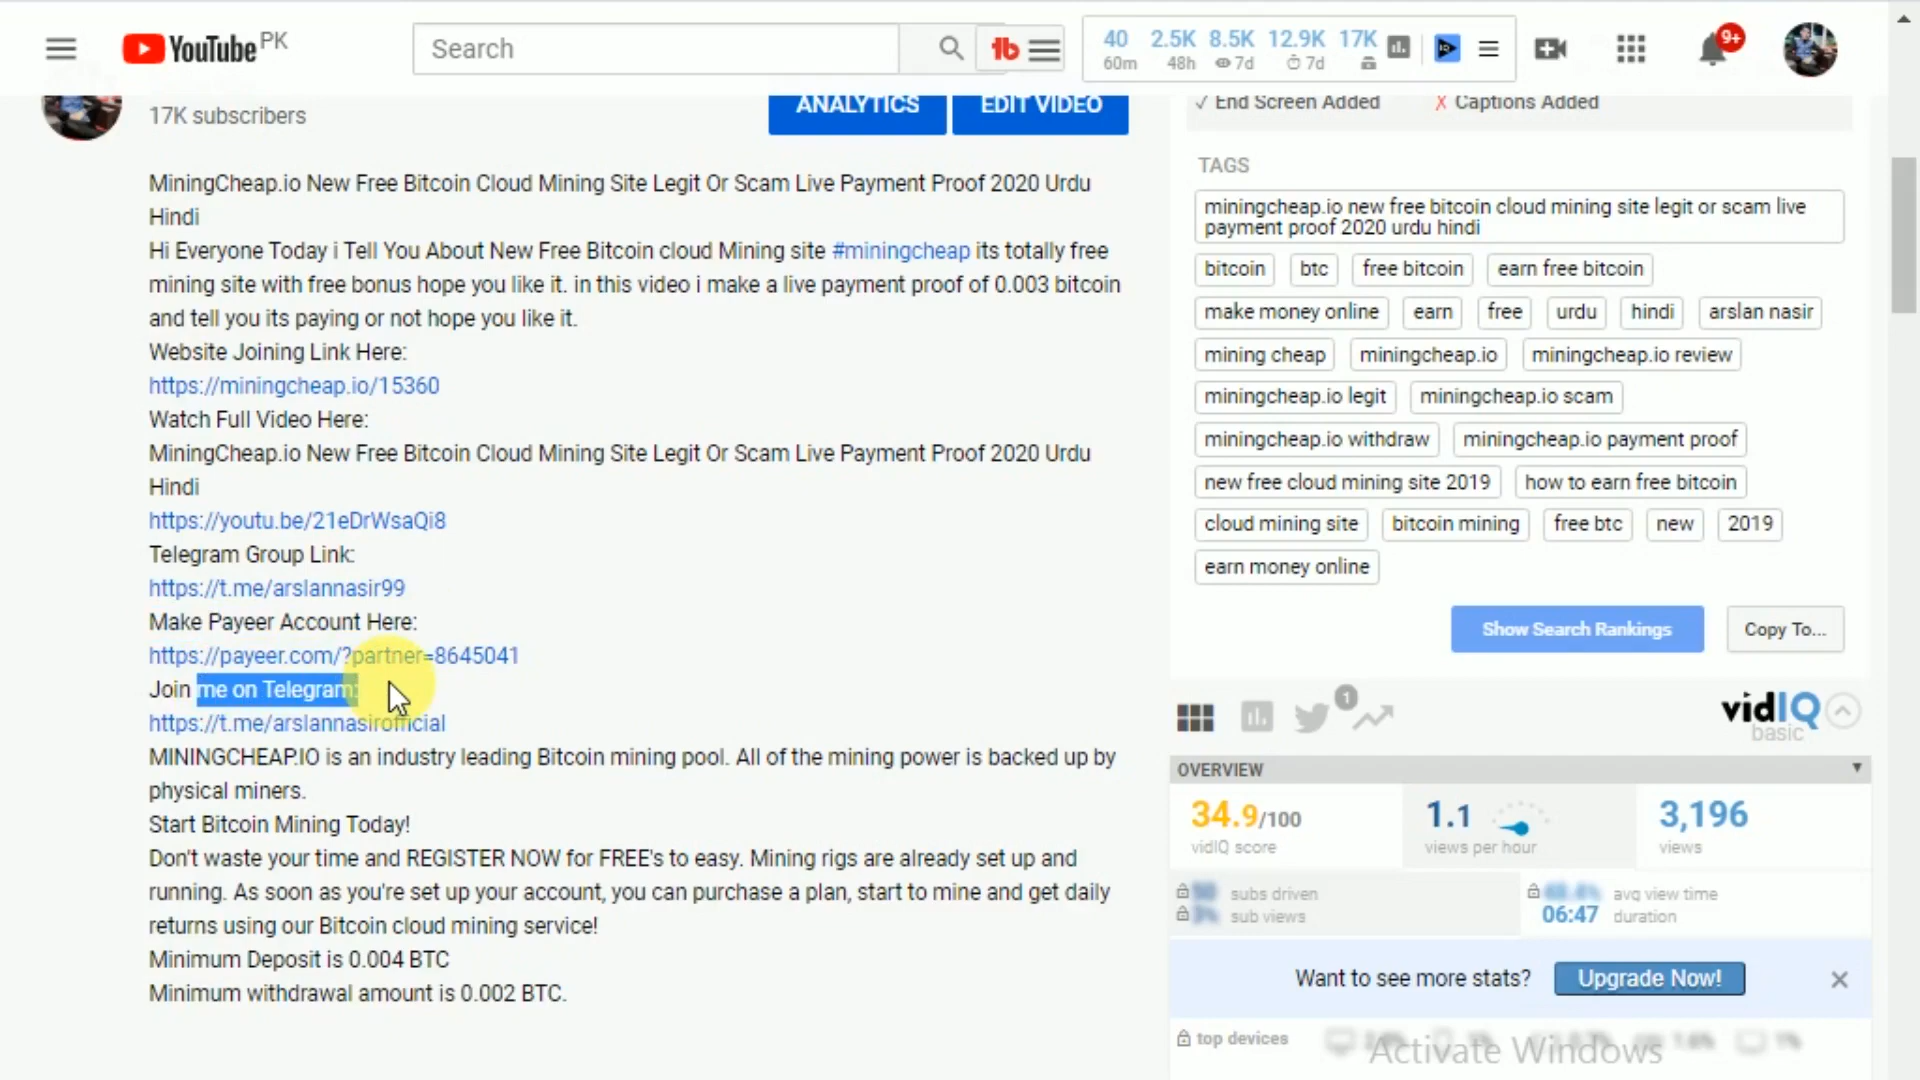 YouTube PK
Search
40 2.5K 8.5K 12.9K 17K
60m 48h 7d 7d
9+
17K subscribers
ANALYTICS
EDIT VIDEO
MiningCheap.io New Free Bitcoin Cloud Mining Site Legit Or Scam Live Payment Proof 2020 Urdu
Hindi
Hi Everyone Today i Tell You About New Free Bitcoin cloud Mining site #miningcheap its totally free
mining site with free bonus hope you like it. in this video i make a live payment proof of 0.003 bitcoin
and tell you its paying or not hope you like it.
Website Joining Link Here:
https://miningcheap.io/15360
Watch Full Video Here:
MiningCheap.io New Free Bitcoin Cloud Mining Site Legit Or Scam Live Payment Proof 2020 Urdu
Hindi
https://youtu.be/21eDrWsaQi8
Telegram Group Link:
https://t.me/arslannasir99
Make Payeer Account Here:
https://payeer.com/?partner=8645041
Join me on Telegram:
https://t.me/arslannasirofficial
MININGCHEAP.IO is an industry leading Bitcoin mining pool. All of the mining power is backed up by
physical miners.
Start Bitcoin Mining Today!
Don't waste your time and REGISTER NOW for FREE's to easy. Mining rigs are already set up and
running. As soon as you're set up your account, you can purchase a plan, start to mine and get daily
returns using our Bitcoin cloud mining service!
Minimum Deposit is 0.004 BTC
Minimum withdrawal amount is 0.002 BTC.
✓ End Screen Added X Captions Added
TAGS
miningcheap.io new free bitcoin cloud mining site legit or scam live
payment proof 2020 urdu hindi
bitcoin btc free bitcoin earn free bitcoin
make money online earn free urdu hindi arslan nasir
mining cheap miningcheap.io miningcheap.io review
miningcheap.io legit miningcheap.io scam
miningcheap.io withdraw miningcheap.io payment proof
new free cloud mining site 2019 how to earn free bitcoin
cloud mining site bitcoin mining free btc new 2019
earn money online
Show Search Rankings
Copy To...
1
vidIQ
basic
OVERVIEW
34.9/100 1.1 3,196
vidIQ score views per hour views
subs driven avg view time
sub views 06:47 duration
Want to see more stats? Upgrade Now!
top devices
Activate Windows